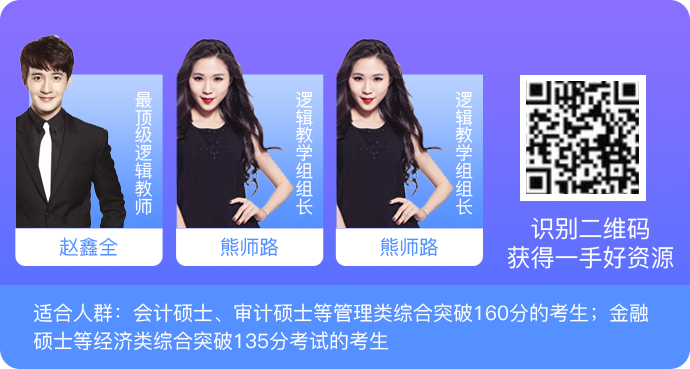 最顶级逻辑教师
逻辑教学组组长
逻辑教学组组长
赵鑫全
熊师路
熊师路
识别二维码
获得一手好资源
适合人群：会计硕士、审计硕士等管理类综合突破160分的考生；金融
硕士等经济类综合突破135分考试的考生